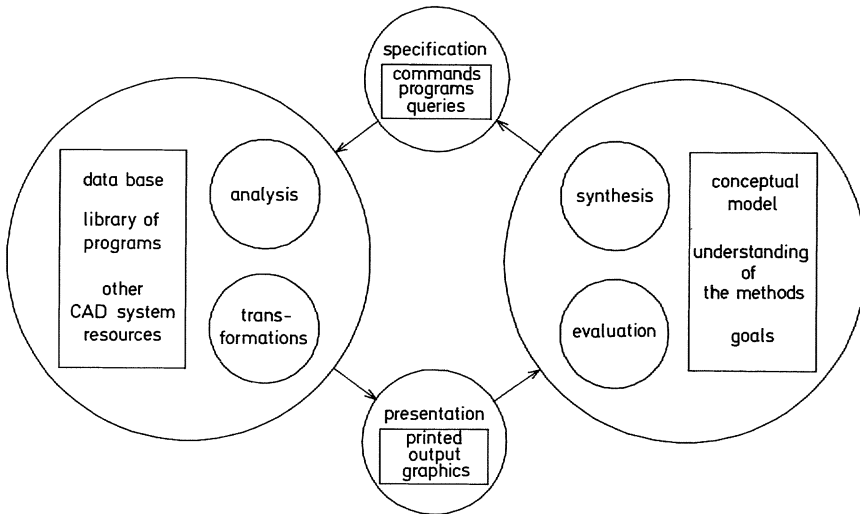 specification
commands
programs
queries
data base
library of
programs
other
CAD system
resources
analysis
trans-
formations
synthesis
evaluation
conceptual
model
understanding
of
the methods
goals
presentation
printed
output
graphics